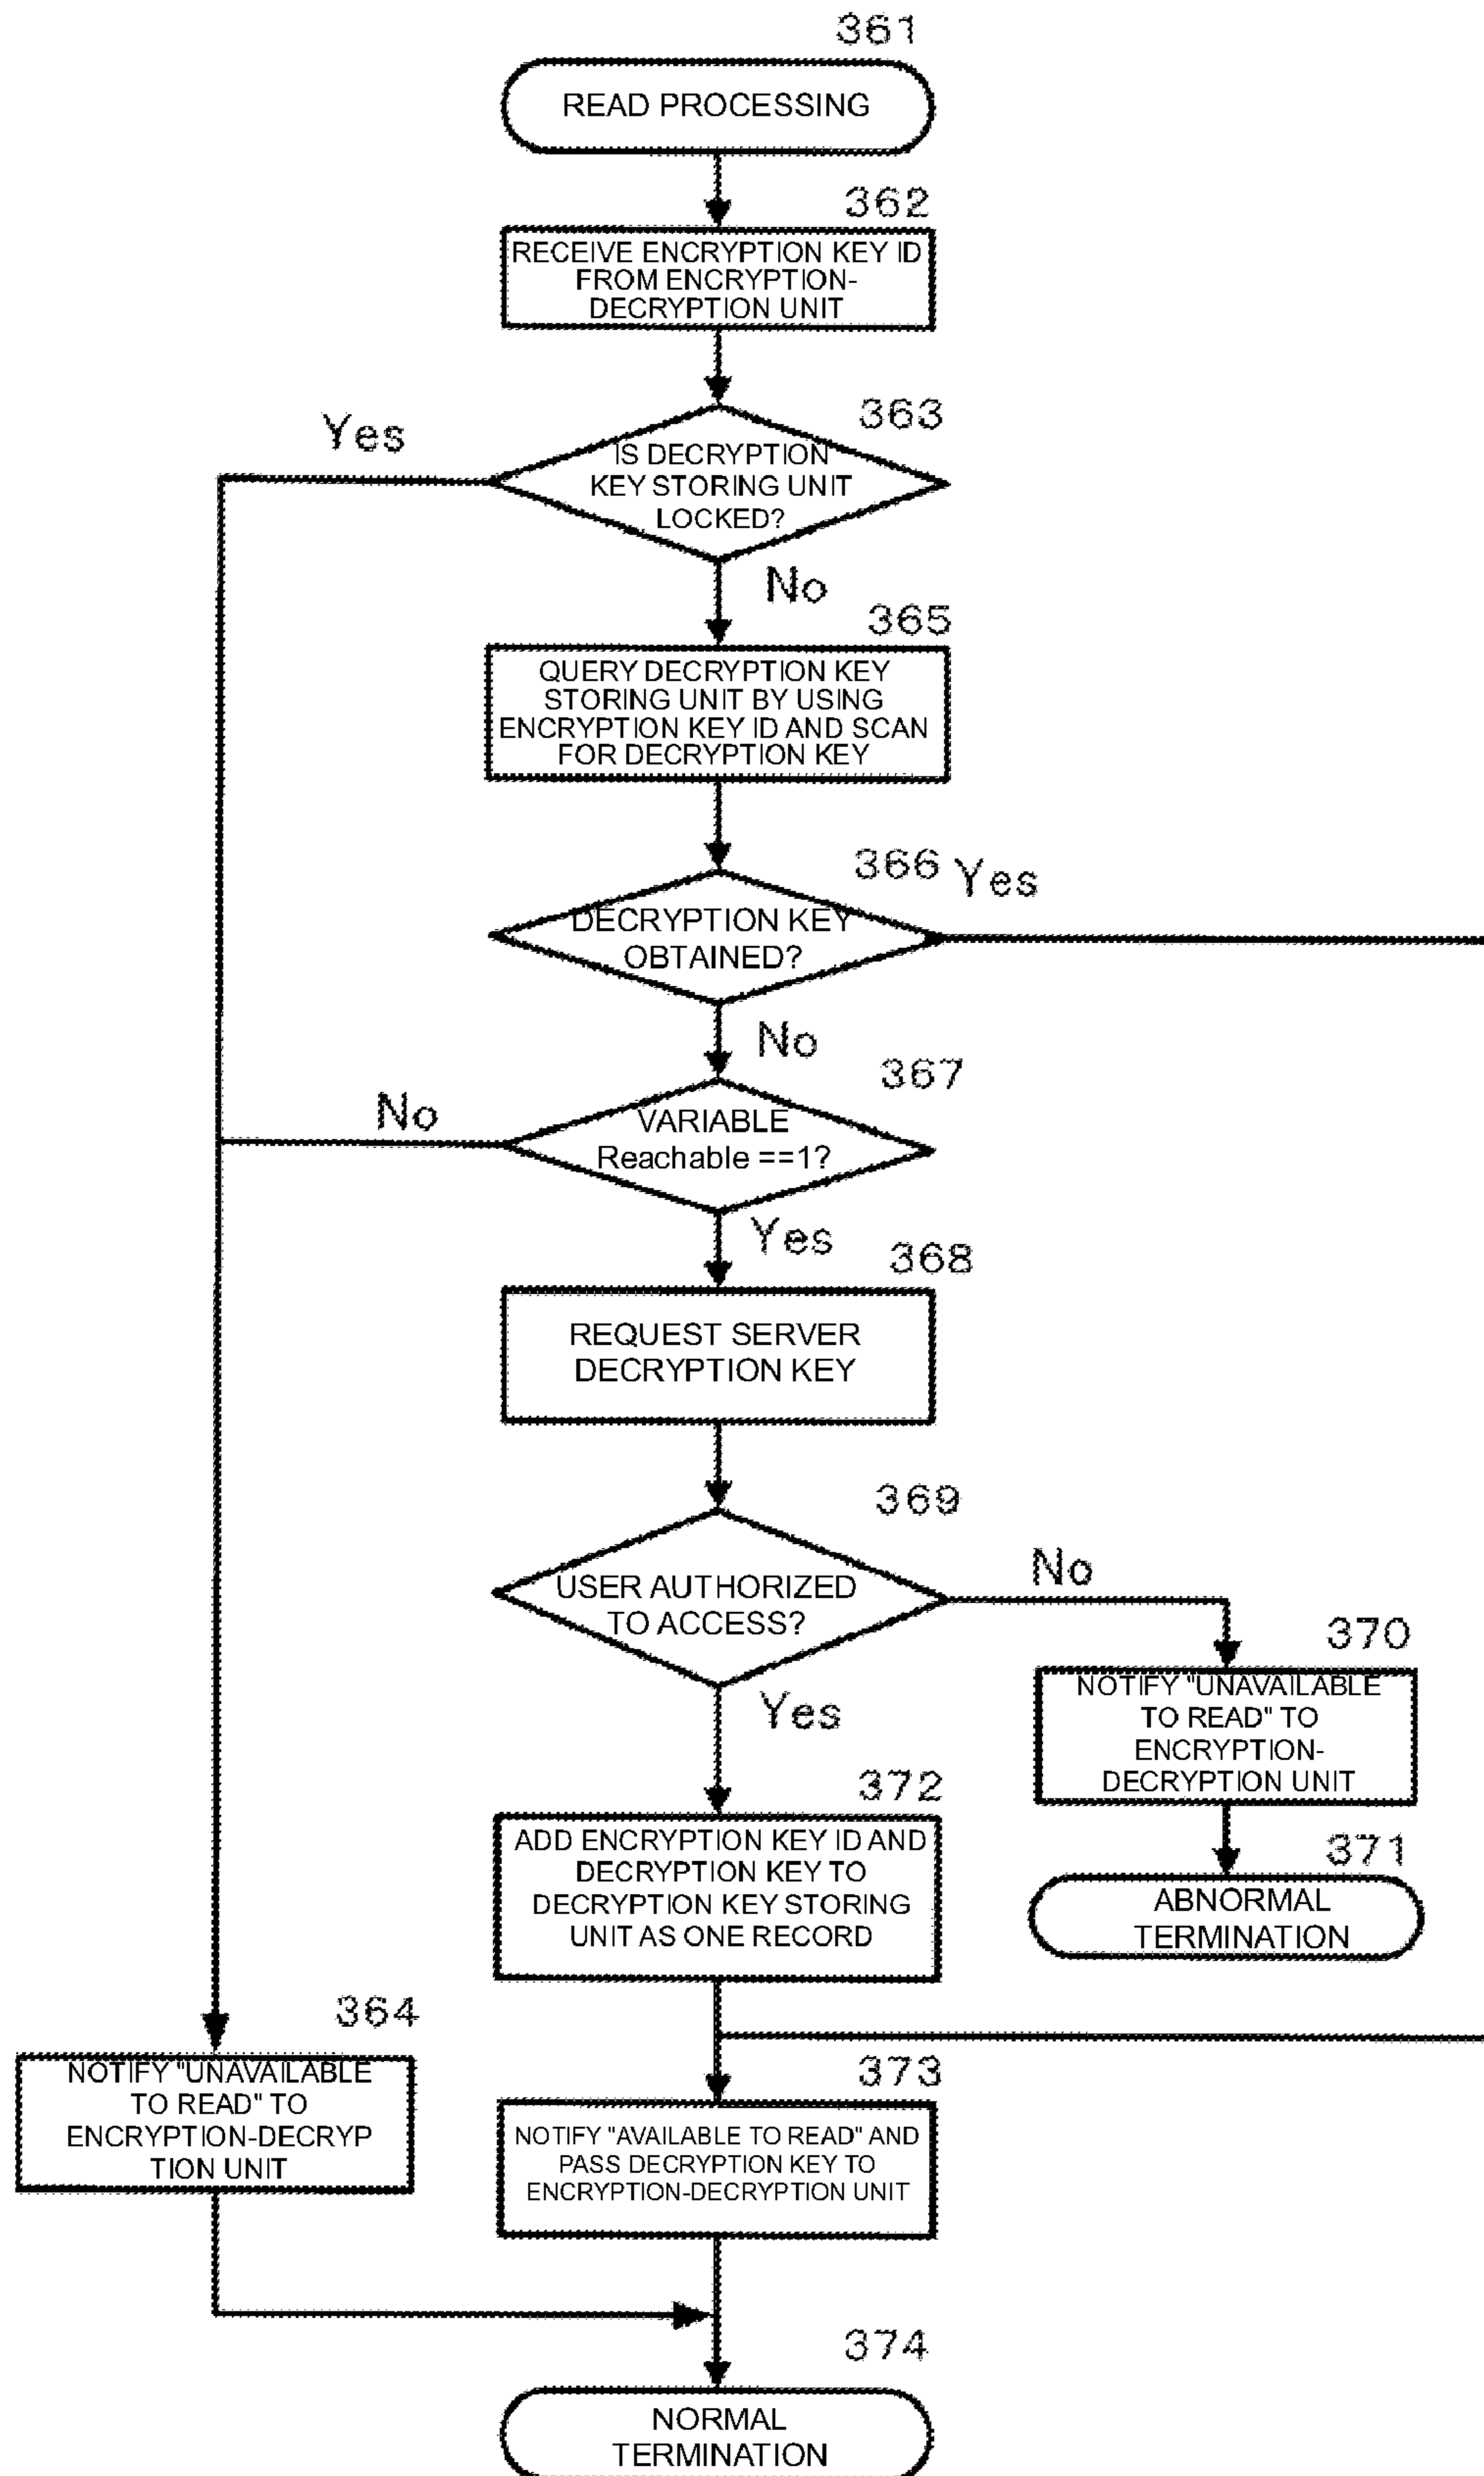 361
READ PROCESSING
362
RECEIVE ENCRYPTION KEY ID
FROM ENCRYPTION-
DECRYPTION UNIT
363
Yes
IS DECRYPTION
KEY STORING UNIT
LOCKED?
No
365
QUERY DECRYPTION KEY
STORING UNIT BY USING
ENCRYPTION KEY ID AND SCAN
FOR DECRYPTION KEY
366
Yes
DECRYPTION KEY
OBTAINED?
No
367
No
VARIABLE
Reachable ==1?
Yes
368
REQUEST SERVER
DECRYPTION KEY
369
USER AUTHORIZED
TO ACCESS?
No
370
NOTIFY "UNAVAILABLE
TO READ" TO
ENCRYPTION-
DECRYPTION UNIT
Yes
372
ADD ENCRYPTION KEY ID AND
DECRYPTION KEY TO
DECRYPTION KEY STORING
UNIT AS ONE RECORD
371
ABNORMAL
TERMINATION
364
NOTIFY "UNAVAILABLE
TO READ" TO
ENCRYPTION-DECRYP
TION UNIT
373
NOTIFY "AVAILABLE TO READ" AND
PASS DECRYPTION KEY TO
ENCRYPTION-DECRYPTION UNIT
374
NORMAL
TERMINATION